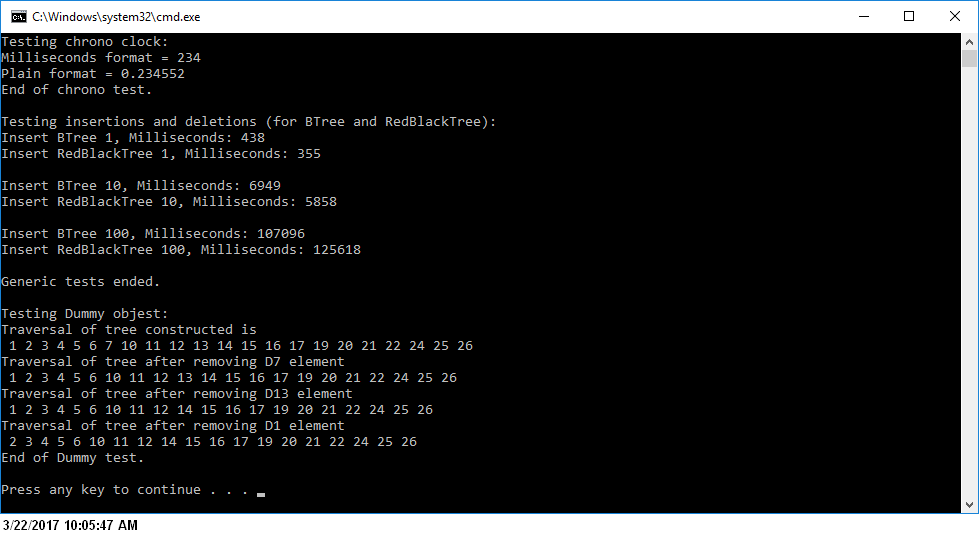 C:\Windows\system32\cmd.exe
Testing chrono clock:
Milliseconds format = 234
Plain format = 0.234552
End of chrono test.
Testing insertions and deletions (for BTree and RedBlackTree):
Insert BTree 1, Milliseconds: 438
Insert RedBlackTree 1, Milliseconds: 355
Insert BTree 10, Milliseconds: 6949
Insert RedBlackTree 10, Milliseconds: 5858
Insert BTree 100, Milliseconds: 107096
Insert RedBlackTree 100, Milliseconds: 125618
Generic tests ended.
Testing Dummy objest:
Traversal of tree constructed is
1 2 3 4 5 6 7 10 11 12 13 14 15 16 17 19 20 21 22 24 25 26
Traversal of tree after removing D7 element
1 2 3 4 5 6 10 11 12 13 14 15 16 17 19 20 21 22 24 25 26
Traversal of tree after removing D13 element
1 2 3 4 5 6 10 11 12 14 15 16 17 19 20 21 22 24 25 26
Traversal of tree after removing D1 element
2 3 4 5 6 10 11 12 14 15 16 17 19 20 21 22 24 25 26
End of Dummy test.
Press any key to continue . . .
3/22/2017 10:05:47 AM